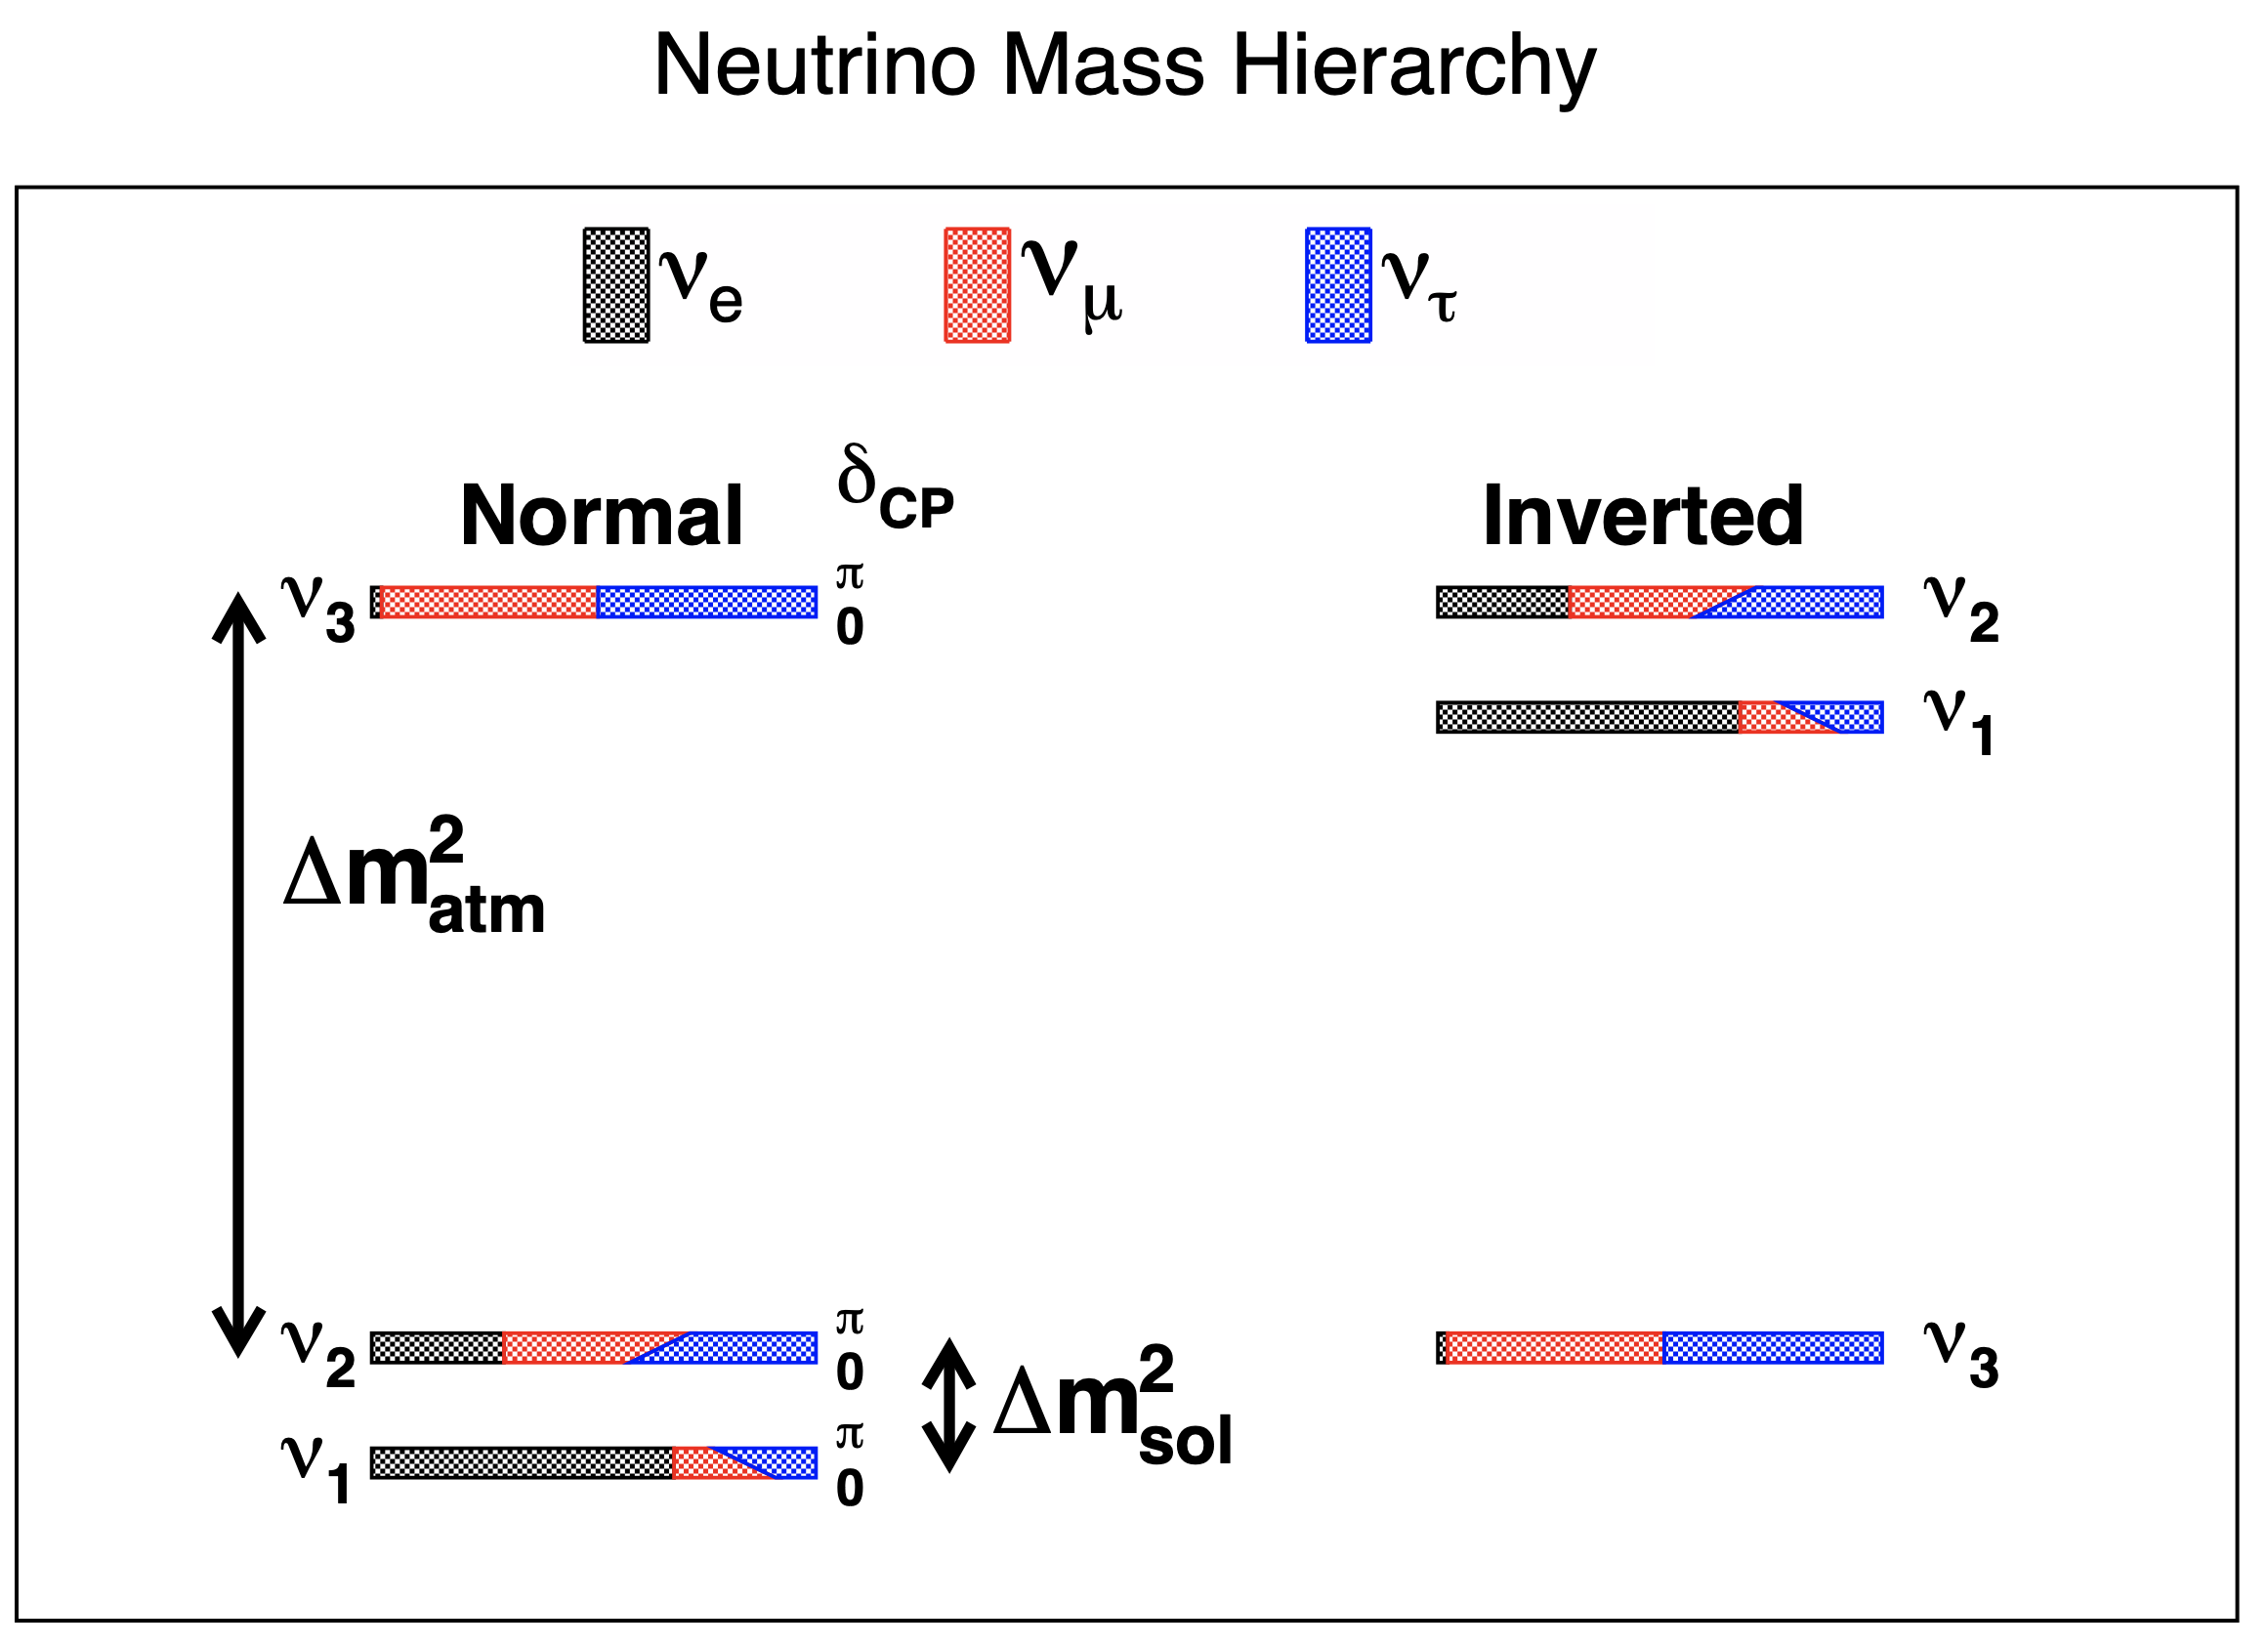 Neutrino Mass Hierarchy
νe νμ ντ
Normal δCP Inverted
ν3 π 0 ν2
ν1
Δm²atm
ν2 π 0 Δm²sol ν3
ν1 π 0